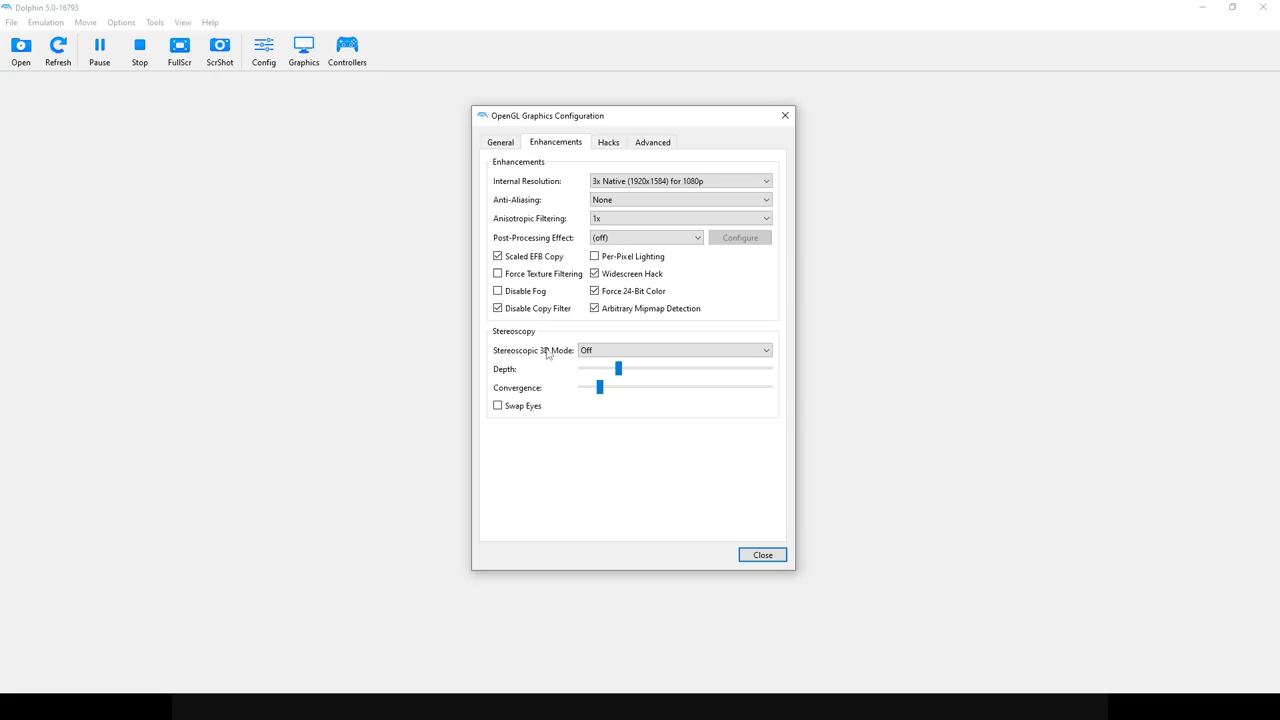 Dolphin 5.0-16793
File Emulation Movie Options Tools View Help
Open Refresh Pause Stop FullScr ScrShot Config Graphics Controllers
OpenGL Graphics Configuration
General Enhancements Hacks Advanced
Enhancements
Internal Resolution: 3x Native (1920x1584) for 1080p
Anti-Aliasing: None
Anisotropic Filtering: 1x
Post-Processing Effect: (off) Configure
Scaled EFB Copy Per-Pixel Lighting
Force Texture Filtering Widescreen Hack
Disable Fog Force 24-Bit Color
Disable Copy Filter Arbitrary Mipmap Detection
Stereoscopy
Stereoscopic 3D Mode: Off
Depth:
Convergence:
Swap Eyes
Close